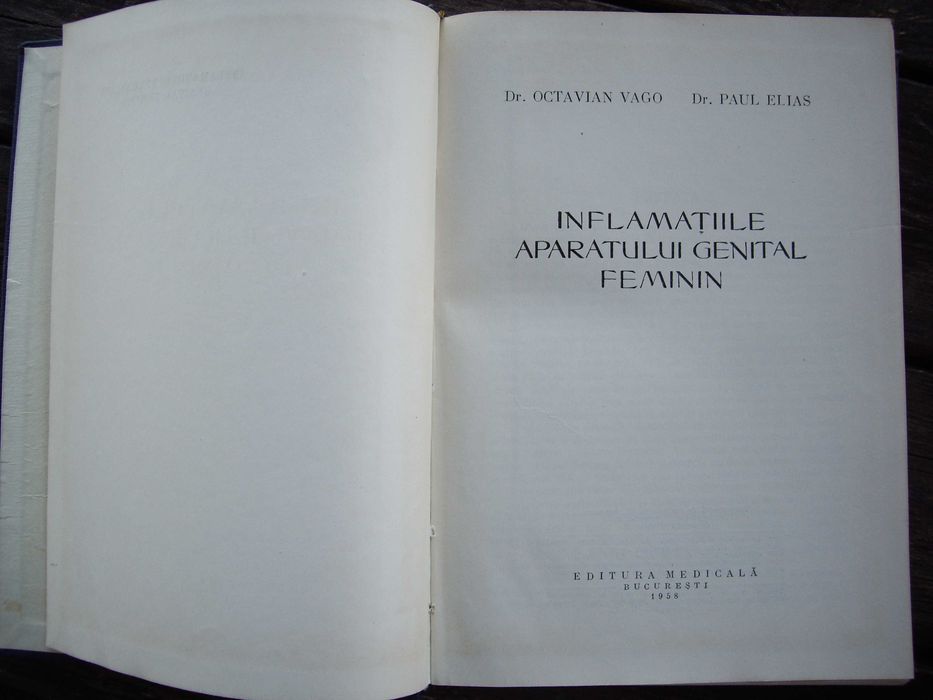 Dr. OCTAVIAN VAGO Dr. PAUL ELIAS
INFLAMAȚIILE
APARATULUI GENITAL
FEMININ
EDITURA MEDICALĂ
BUCUREȘTI
1958